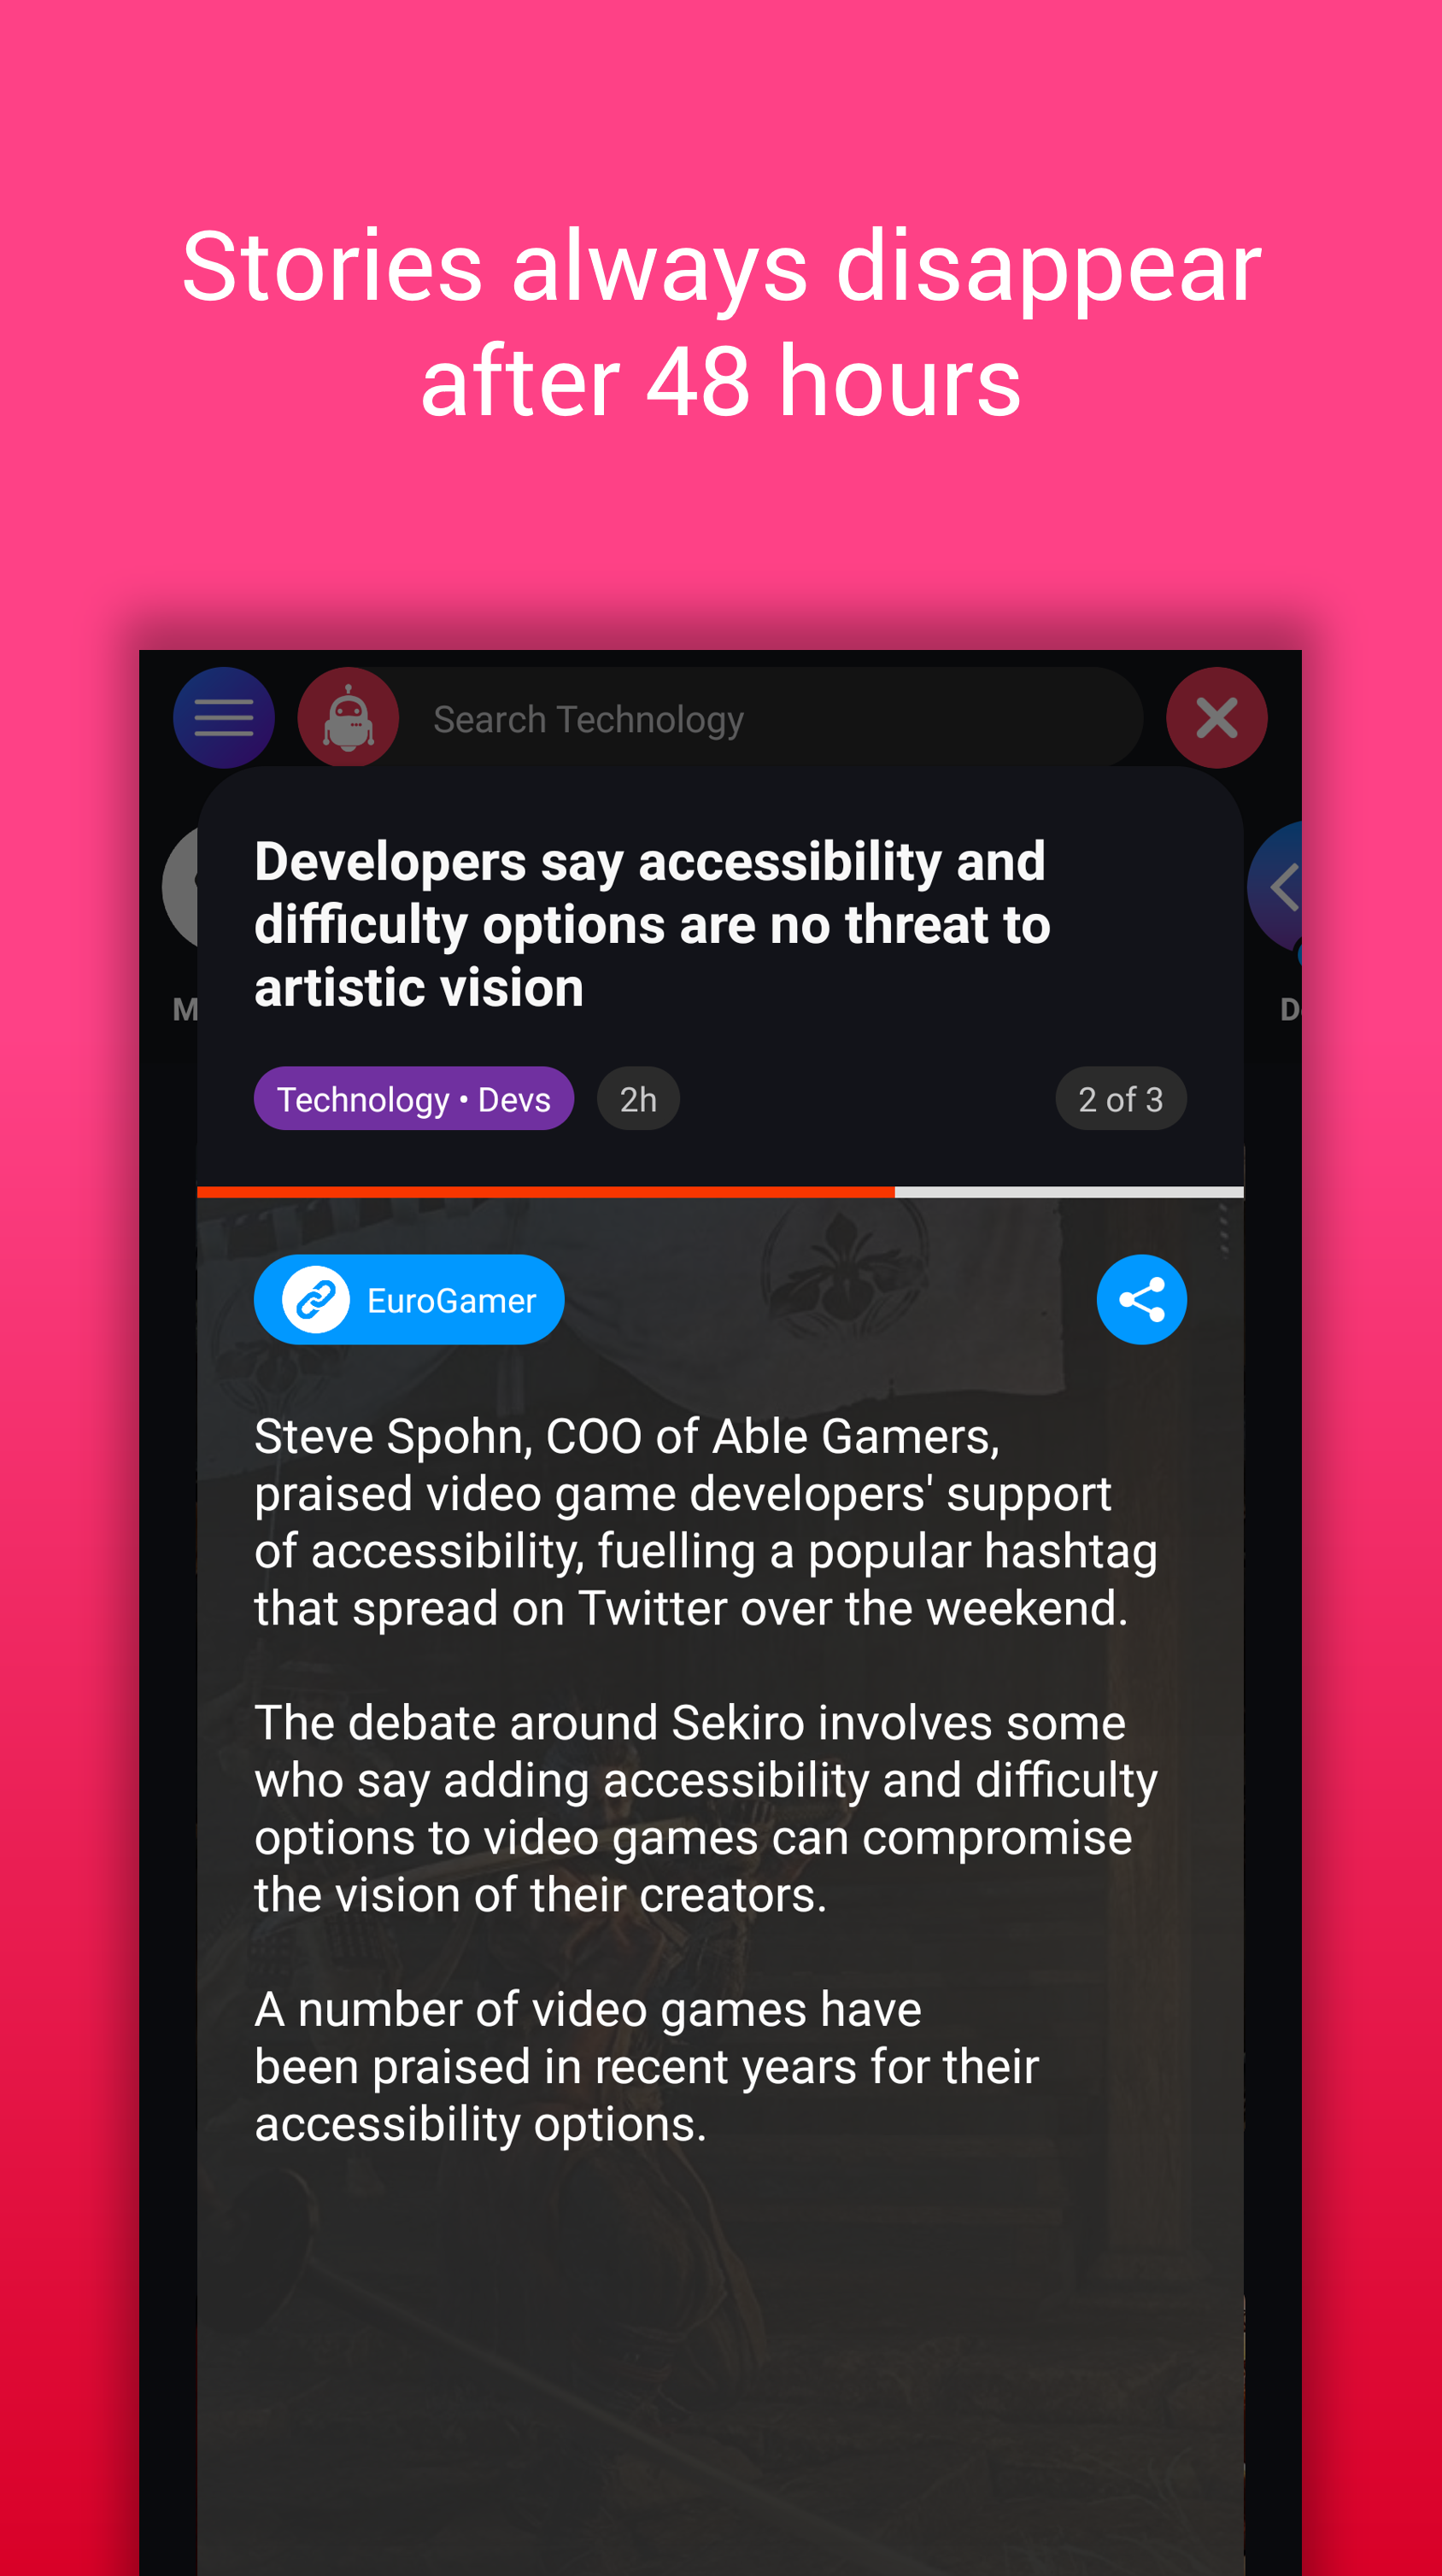 Stories always disappear
after 48 hours
Search Technology
Developers say accessibility and
difficulty options are no threat to
artistic vision
Technology • Devs
2h
2 of 3
EuroGamer
Steve Spohn, COO of Able Gamers,
praised video game developers' support
of accessibility, fuelling a popular hashtag
that spread on Twitter over the weekend.
The debate around Sekiro involves some
who say adding accessibility and difficulty
options to video games can compromise
the vision of their creators.
A number of video games have
been praised in recent years for their
accessibility options.